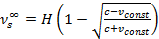 v_s^∞ = H(1 − √((c−v_const)/(c+v_const)))